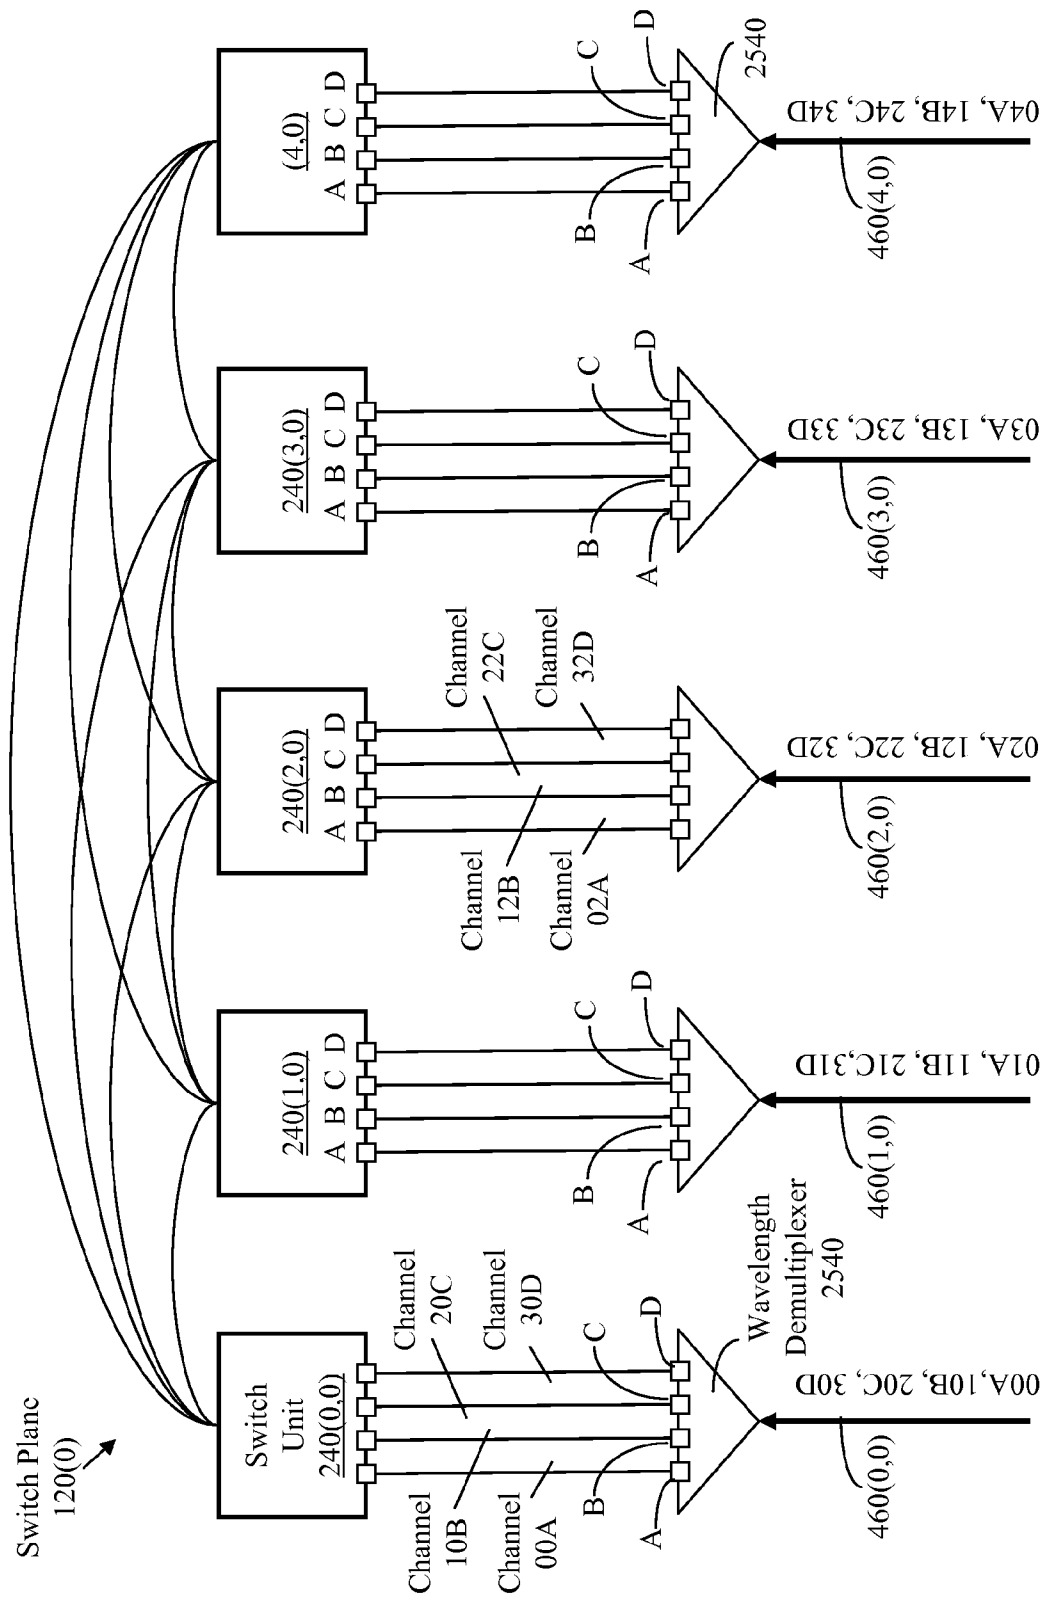 Switch Plane
120(0)
Switch
Unit
240(0,0)
240(1,0)
A B C D
240(2,0)
A B C D
240(3,0)
A B C D
(4,0)
A B C D
Channel
10B
Channel
00A
Channel
20C
Channel
30D
Channel
12B
Channel
02A
Channel
22C
Channel
32D
A
B
C
D
A
B
C
D
A
B
C
D
A
B
C
D
Wavelength
Demultiplexer
2540
2540
460(0,0)
00A,10B, 20C, 30D
460(1,0)
01A, 11B, 21C,31D
460(2,0)
02A, 12B, 22C, 32D
460(3,0)
03A, 13B, 23C, 33D
460(4,0)
04A, 14B, 24C, 34D